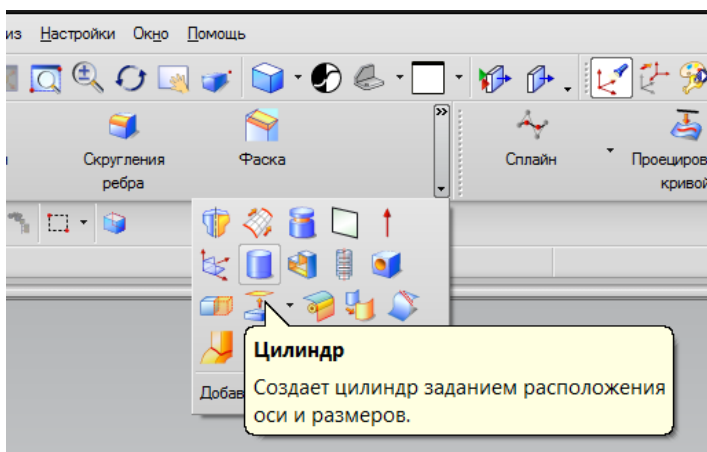 из Настройки Окно Помощь
Скругления
ребра
Фаска
Сплайн
Проециров
кривой
Цилиндр
Создает цилиндр заданием расположения
оси и размеров.
Добав